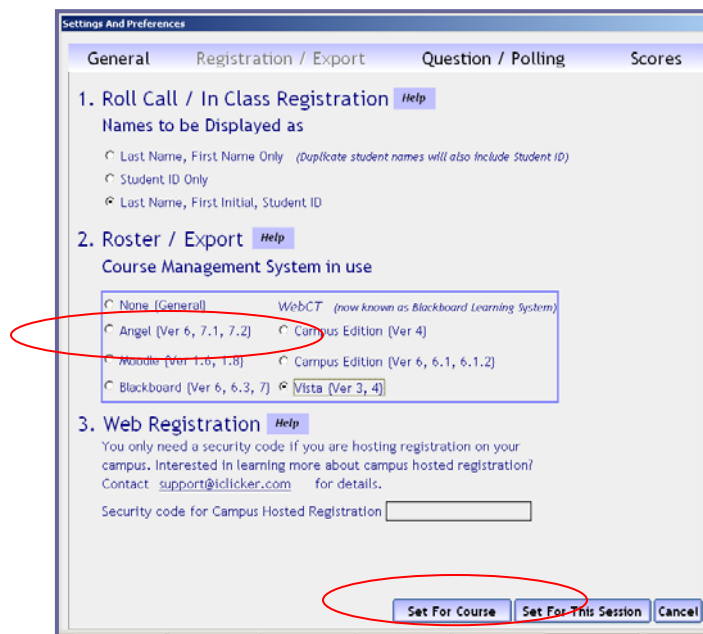 Settings And Preferences
General Registration / Export Question / Polling Scores
1. Roll Call / In Class Registration Help
Names to be Displayed as
Last Name, First Name Only (Duplicate student names will also include Student ID)
Student ID Only
Last Name, First Initial, Student ID
2. Roster / Export Help
Course Management System in use
None (General) WebCT (now known as Blackboard Learning System)
Angel (Ver 6, 7.1, 7.2) Campus Edition (Ver 4)
Moodle (Ver 1.6, 1.8) Campus Edition (Ver 6, 6.1, 6.1.2)
Blackboard (Ver 6, 6.3, 7) Vista (Ver 3, 4)
3. Web Registration Help
You only need a security code if you are hosting registration on your
campus. Interested in learning more about campus hosted registration?
Contact support@iclicker.com for details.
Security code for Campus Hosted Registration
Set For Course Set For This Session Cancel